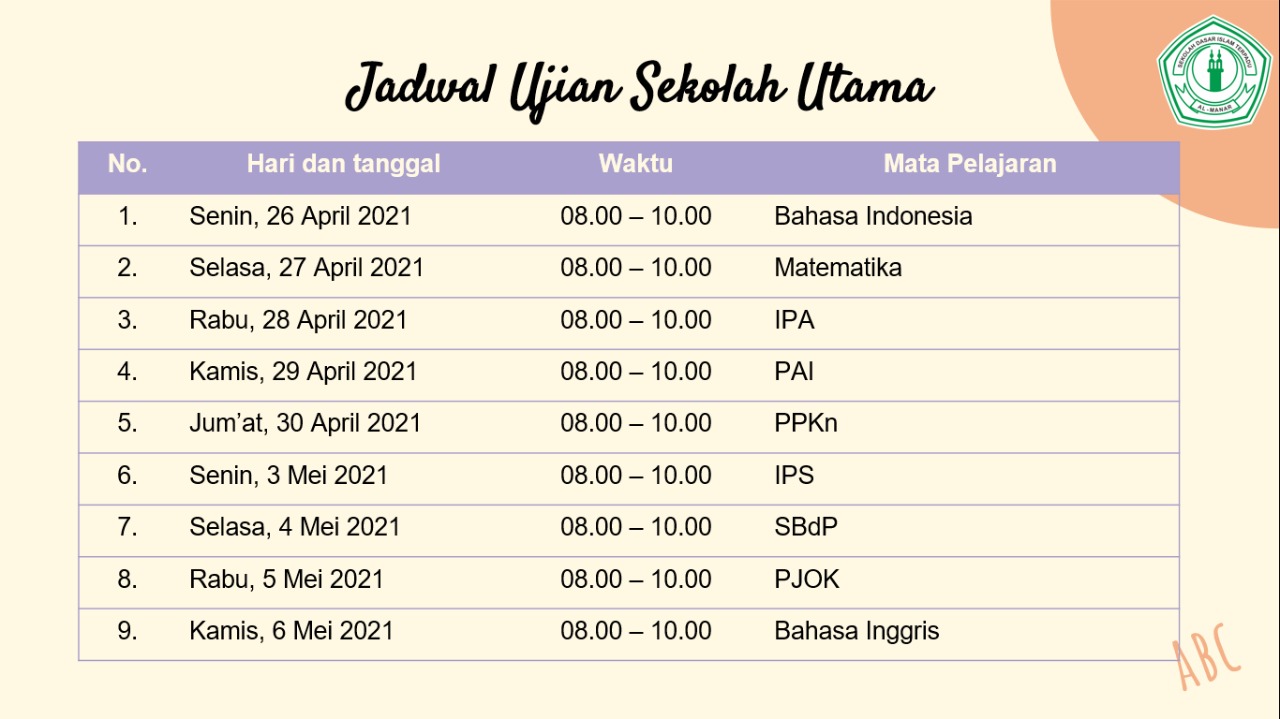 Jadwal Ujian Sekolah Utama
SEKOLAH DASAR ISLAM TERPADU
AL-MANAR
No. Hari dan tanggal Waktu Mata Pelajaran
1. Senin, 26 April 2021 08.00 – 10.00 Bahasa Indonesia
2. Selasa, 27 April 2021 08.00 – 10.00 Matematika
3. Rabu, 28 April 2021 08.00 – 10.00 IPA
4. Kamis, 29 April 2021 08.00 – 10.00 PAI
5. Jum’at, 30 April 2021 08.00 – 10.00 PPKn
6. Senin, 3 Mei 2021 08.00 – 10.00 IPS
7. Selasa, 4 Mei 2021 08.00 – 10.00 SBdP
8. Rabu, 5 Mei 2021 08.00 – 10.00 PJOK
9. Kamis, 6 Mei 2021 08.00 – 10.00 Bahasa Inggris
ABC